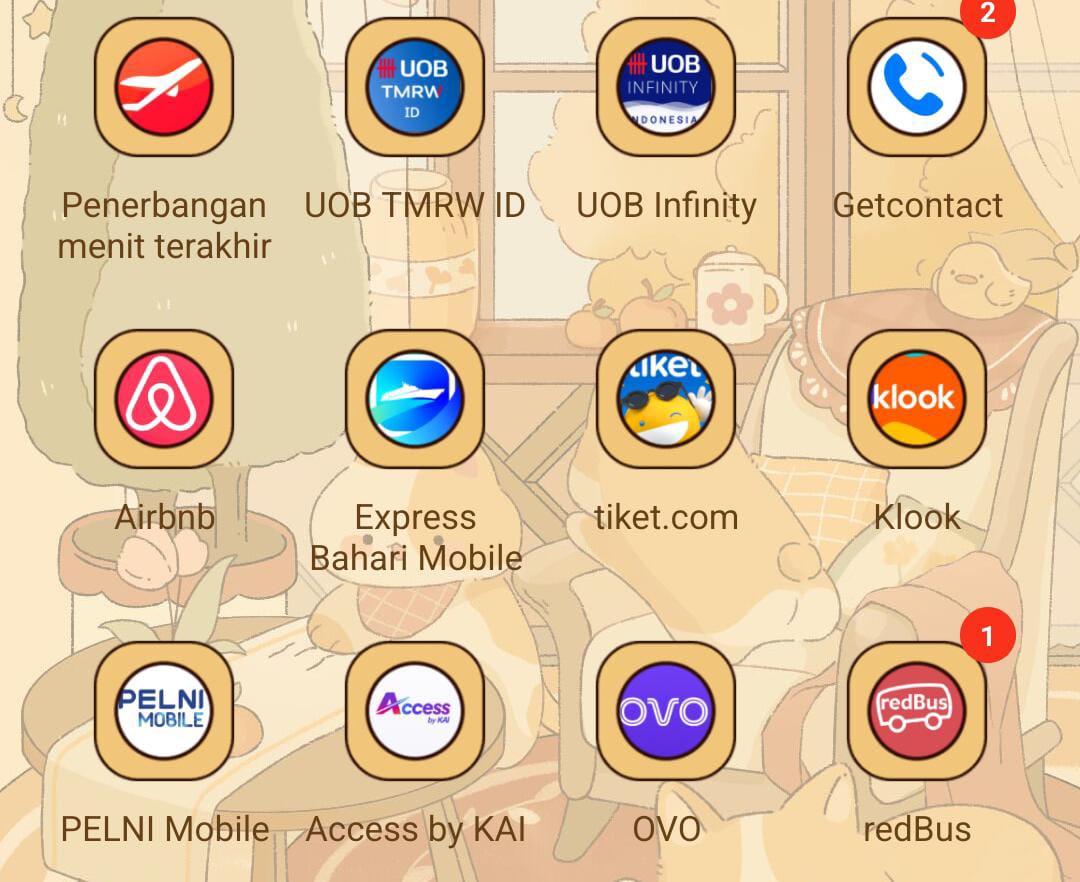 2
UOB
TMRW
ID
UOB
INFINITY
INDONESIA
Penerbangan
menit terakhir
UOB TMRW ID
UOB Infinity
Getcontact
tiket
klook
Airbnb
Express
Bahari Mobile
tiket.com
Klook
1
PELNI
MOBILE
Access
by KAI
OVO
redBus
PELNI Mobile
Access by KAI
OVO
redBus